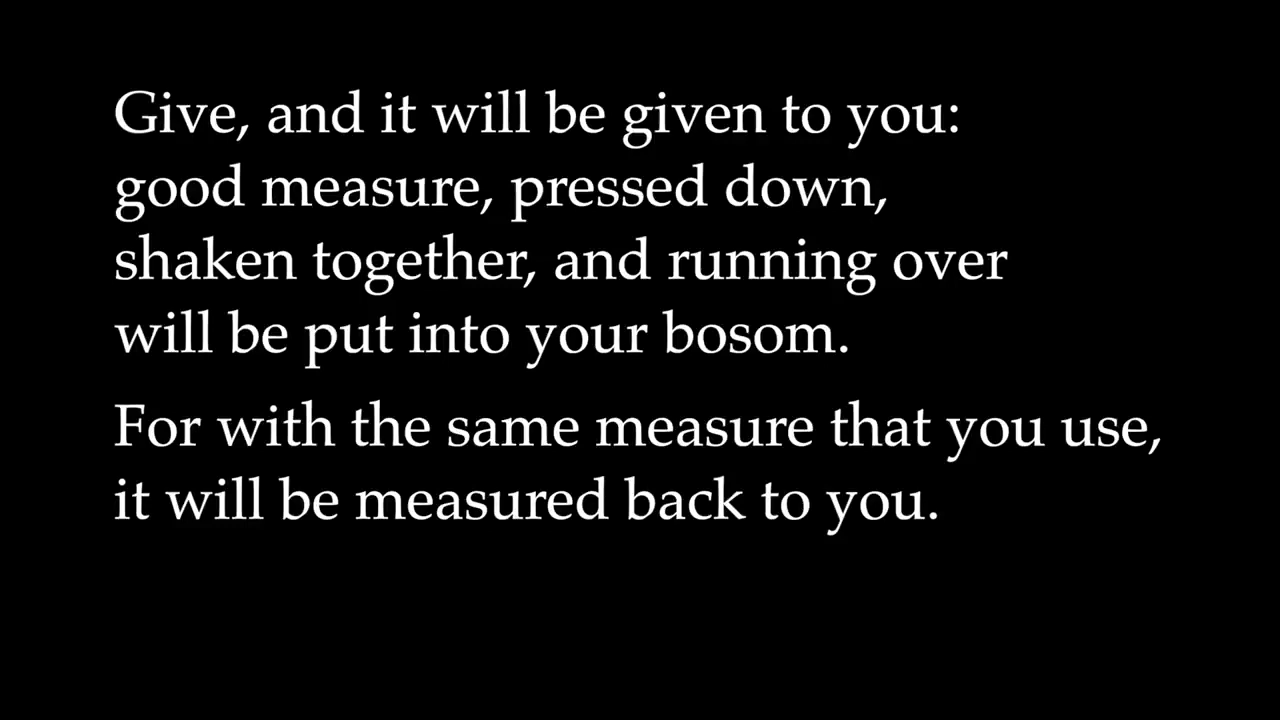 Give, and it will be given to you:
good measure, pressed down,
shaken together, and running over
will be put into your bosom.
For with the same measure that you use,
it will be measured back to you.